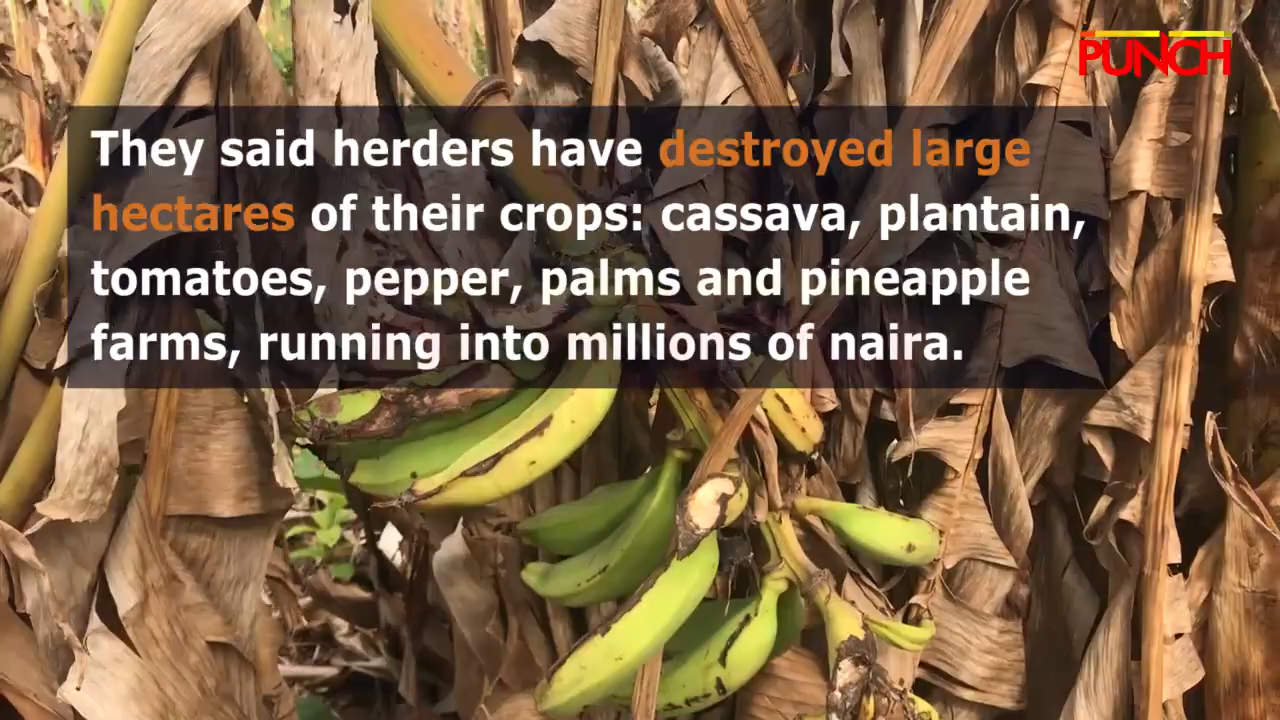 PUNCH
They said herders have destroyed large
hectares of their crops: cassava, plantain,
tomatoes, pepper, palms and pineapple
farms, running into millions of naira.